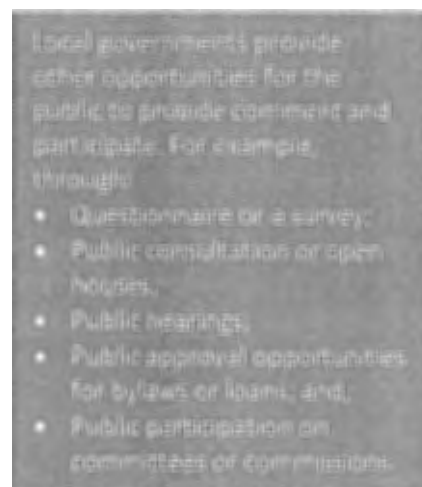 Local governments provide
other opportunities for the
public to provide comment and
participate. For example,
through:
• Questionnaire or a survey;
• Public consultation or open
houses;
• Public hearings;
• Public approval opportunities
for bylaws or loans; and,
• Public participation on
committees or commissions.